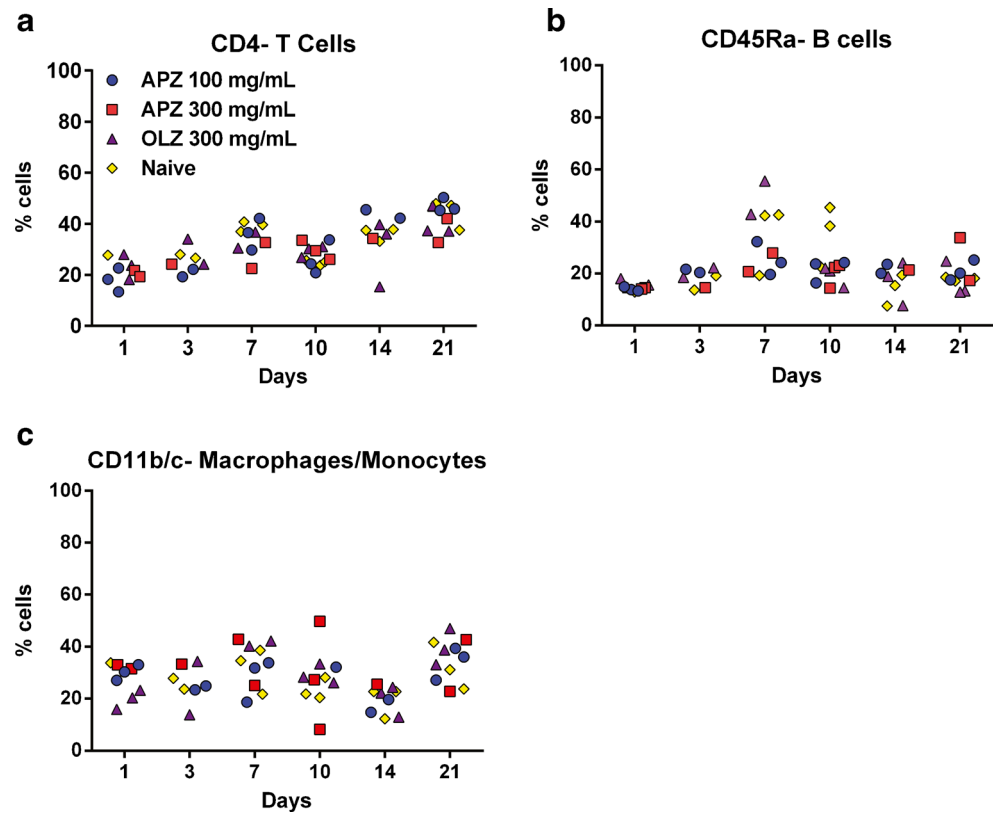 a
CD4- T Cells
100
80
60
40
20
0
% cells
APZ 100 mg/mL
APZ 300 mg/mL
OLZ 300 mg/mL
Naive
1 3 7 10 14 21
Days
b
CD45Ra- B cells
100
80
60
40
20
0
% cells
1 3 7 10 14 21
Days
c
CD11b/c- Macrophages/Monocytes
100
80
60
40
20
0
% cells
1 3 7 10 14 21
Days